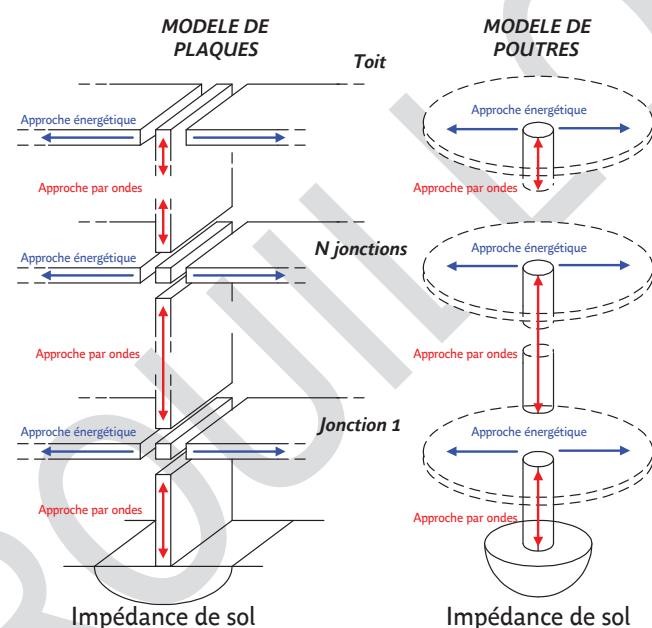 MODELE DE
PLAQUES
MODELE DE
POUTRES
Toit
Approche énergétique
Approche énergétique
Approche par ondes
Approche par ondes
N jonctions
Approche énergétique
Approche énergétique
Approche par ondes
Approche par ondes
Jonction 1
Approche énergétique
Approche énergétique
Approche par ondes
Approche par ondes
Impédance de sol
Impédance de sol